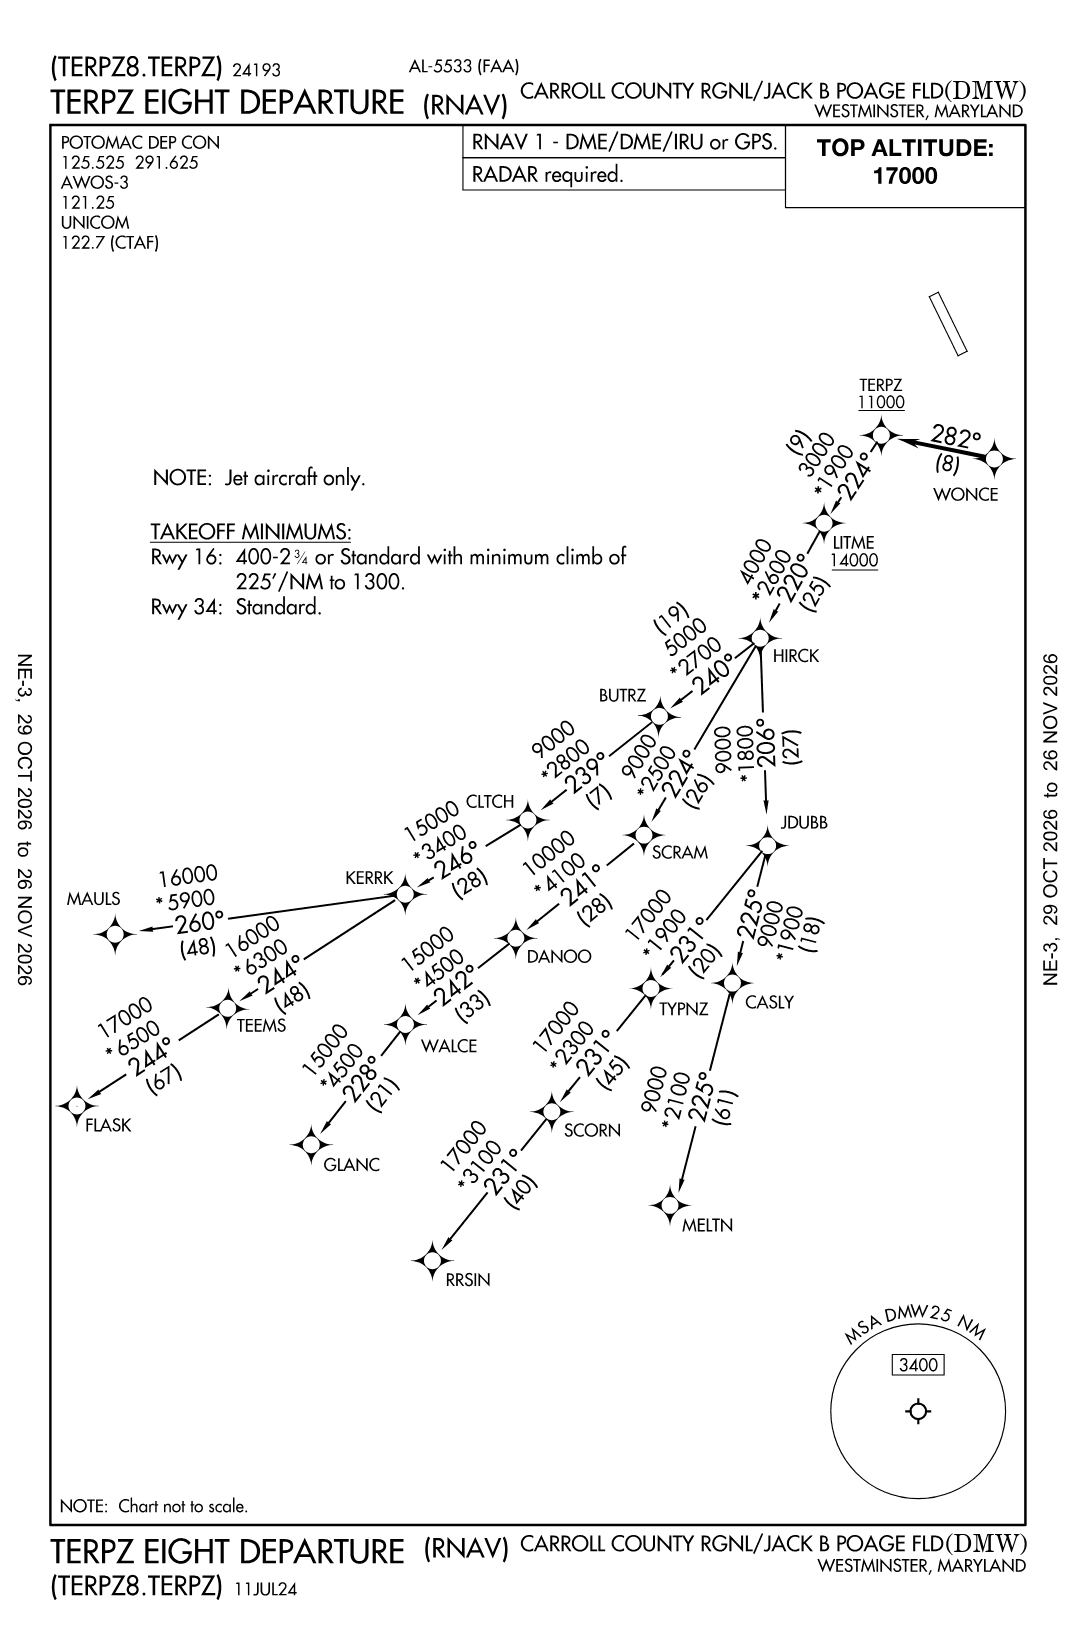 (TERPZ8.TERPZ) 24193
AL-5533 (FAA)
TERPZ EIGHT DEPARTURE (RNAV)
CARROLL COUNTY RGNL/JACK B POAGE FLD(DMW)
WESTMINSTER, MARYLAND
POTOMAC DEP CON
125.525 291.625
AWOS-3
121.25
UNICOM
122.7 (CTAF)
RNAV 1 - DME/DME/IRU or GPS.
RADAR required.
TOP ALTITUDE:
17000
TERPZ
11000
282°
(8)
WONCE
(9)
3000
*1900
224°
LITME
14000
NOTE: Jet aircraft only.
TAKEOFF MINIMUMS:
Rwy 16: 400-2¾ or Standard with minimum climb of
225'/NM to 1300.
Rwy 34: Standard.
4000
*2600
220°
(25)
HIRCK
(19)
5000
*2700
240°
BUTRZ
9000
*2800
239°
(7)
9000
*2500
224°
(26)
9000
*1800
206°
(27)
CLTCH
SCRAM
JDUBB
15000
*3400
246°
(28)
KERRK
10000
*4100
241°
(28)
DANOO
16000
*5900
260°
(48)
MAULS
16000
*6300
244°
(48)
TEEMS
15000
*4500
242°
(33)
WALCE
17000
*1900
231°
(20)
TYPNZ
225°
9000
*1900
(18)
CASLY
17000
*6500
244°
(67)
FLASK
15000
*4500
228°
(21)
GLANC
17000
*2300
231°
(45)
SCORN
9000
*2100
225°
(61)
MELTN
17000
*3100
231°
(40)
RRSIN
MSA DMW 25 NM
3400
NOTE: Chart not to scale.
NE-3, 29 OCT 2026 to 26 NOV 2026
NE-3, 29 OCT 2026 to 26 NOV 2026
TERPZ EIGHT DEPARTURE (RNAV)
CARROLL COUNTY RGNL/JACK B POAGE FLD(DMW)
WESTMINSTER, MARYLAND
(TERPZ8.TERPZ) 11JUL24